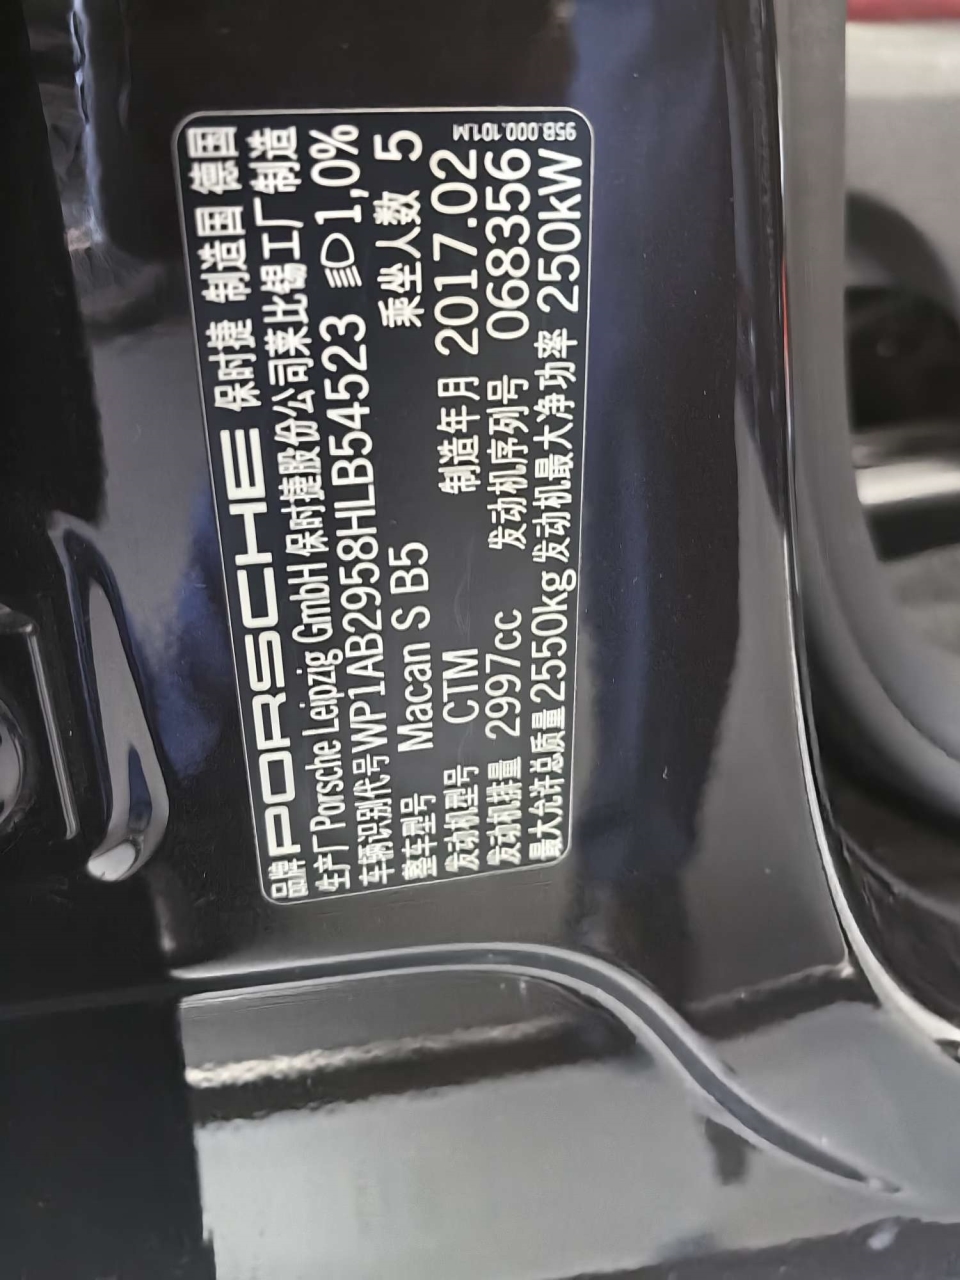 品牌 PORSCHE 保时捷 制造国 德国
生产厂 Porsche Leipzig GmbH 保时捷股份公司莱比锡工厂制造
车辆识别代号 WP1AB2958HLB54523 1,0%
整车型号 Macan S B5 乘坐人数 5
发动机型号 CTM 制造年月 2017.02
发动机排量 2997cc 发动机序列号 068356
最大允许总质量 2550kg 发动机最大净功率 250kW
95B.000.101.LM